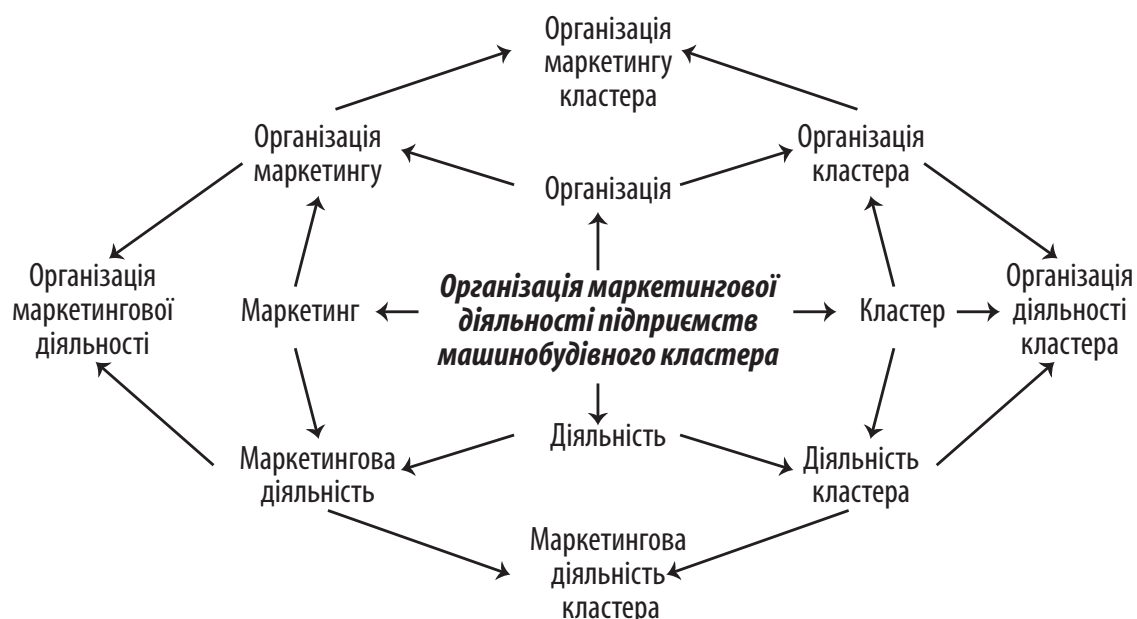 Організація
маркетингу
кластера
Організація
маркетингу
Організація
кластера
Організація
Організація
маркетингової
діяльності
Маркетинг
Організація маркетингової
діяльності підприємств
машинобудівного кластера
Кластер
Організація
діяльності
кластера
Діяльність
Маркетингова
діяльність
Діяльність
кластера
Маркетингова
діяльність
кластера